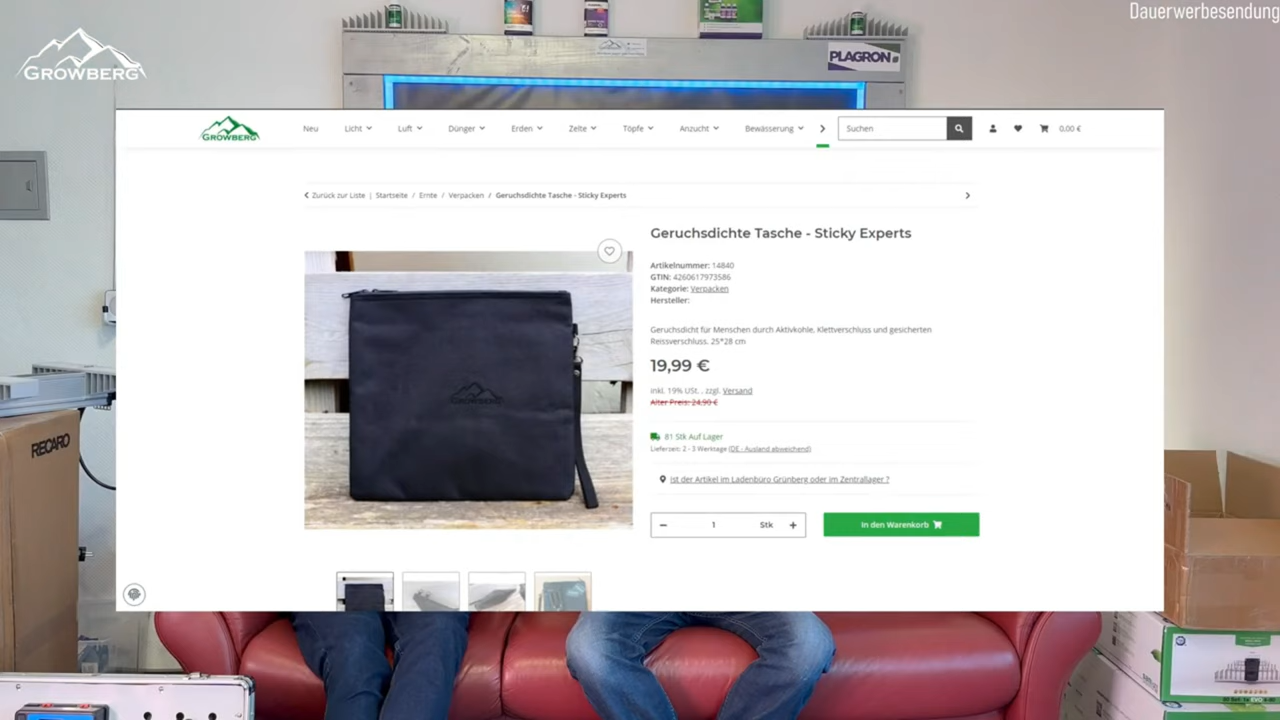 Dauerwerbesendung
GROWBERG
PLAGRON
GROWBERG
Neu
Licht
Luft
Dünger
Erden
Zelte
Töpfe
Anzucht
Bewässerung
Suchen
0,00 €
Zurück zur Liste | Startseite / Ernte / Verpacken / Geruchsdichte Tasche - Sticky Experts
Geruchsdichte Tasche - Sticky Experts
Artikelnummer: 14840
GTIN: 4260617973586
Kategorie: Verpacken
Hersteller:
Geruchsdicht für Menschen durch Aktivkohle, Klettverschluss und gesicherten
Reissverschluss. 25*28 cm
19,99 €
inkl. 19% USt. , zzgl. Versand
Alter Preis: 24,90 €
81 Stk Auf Lager
Lieferzeit: 2 - 3 Werktage (DE - Ausland abweichend)
Ist der Artikel im Ladenbüro Grünberg oder im Zentrallager ?
1
Stk
In den Warenkorb
GROWBERG
RECARO